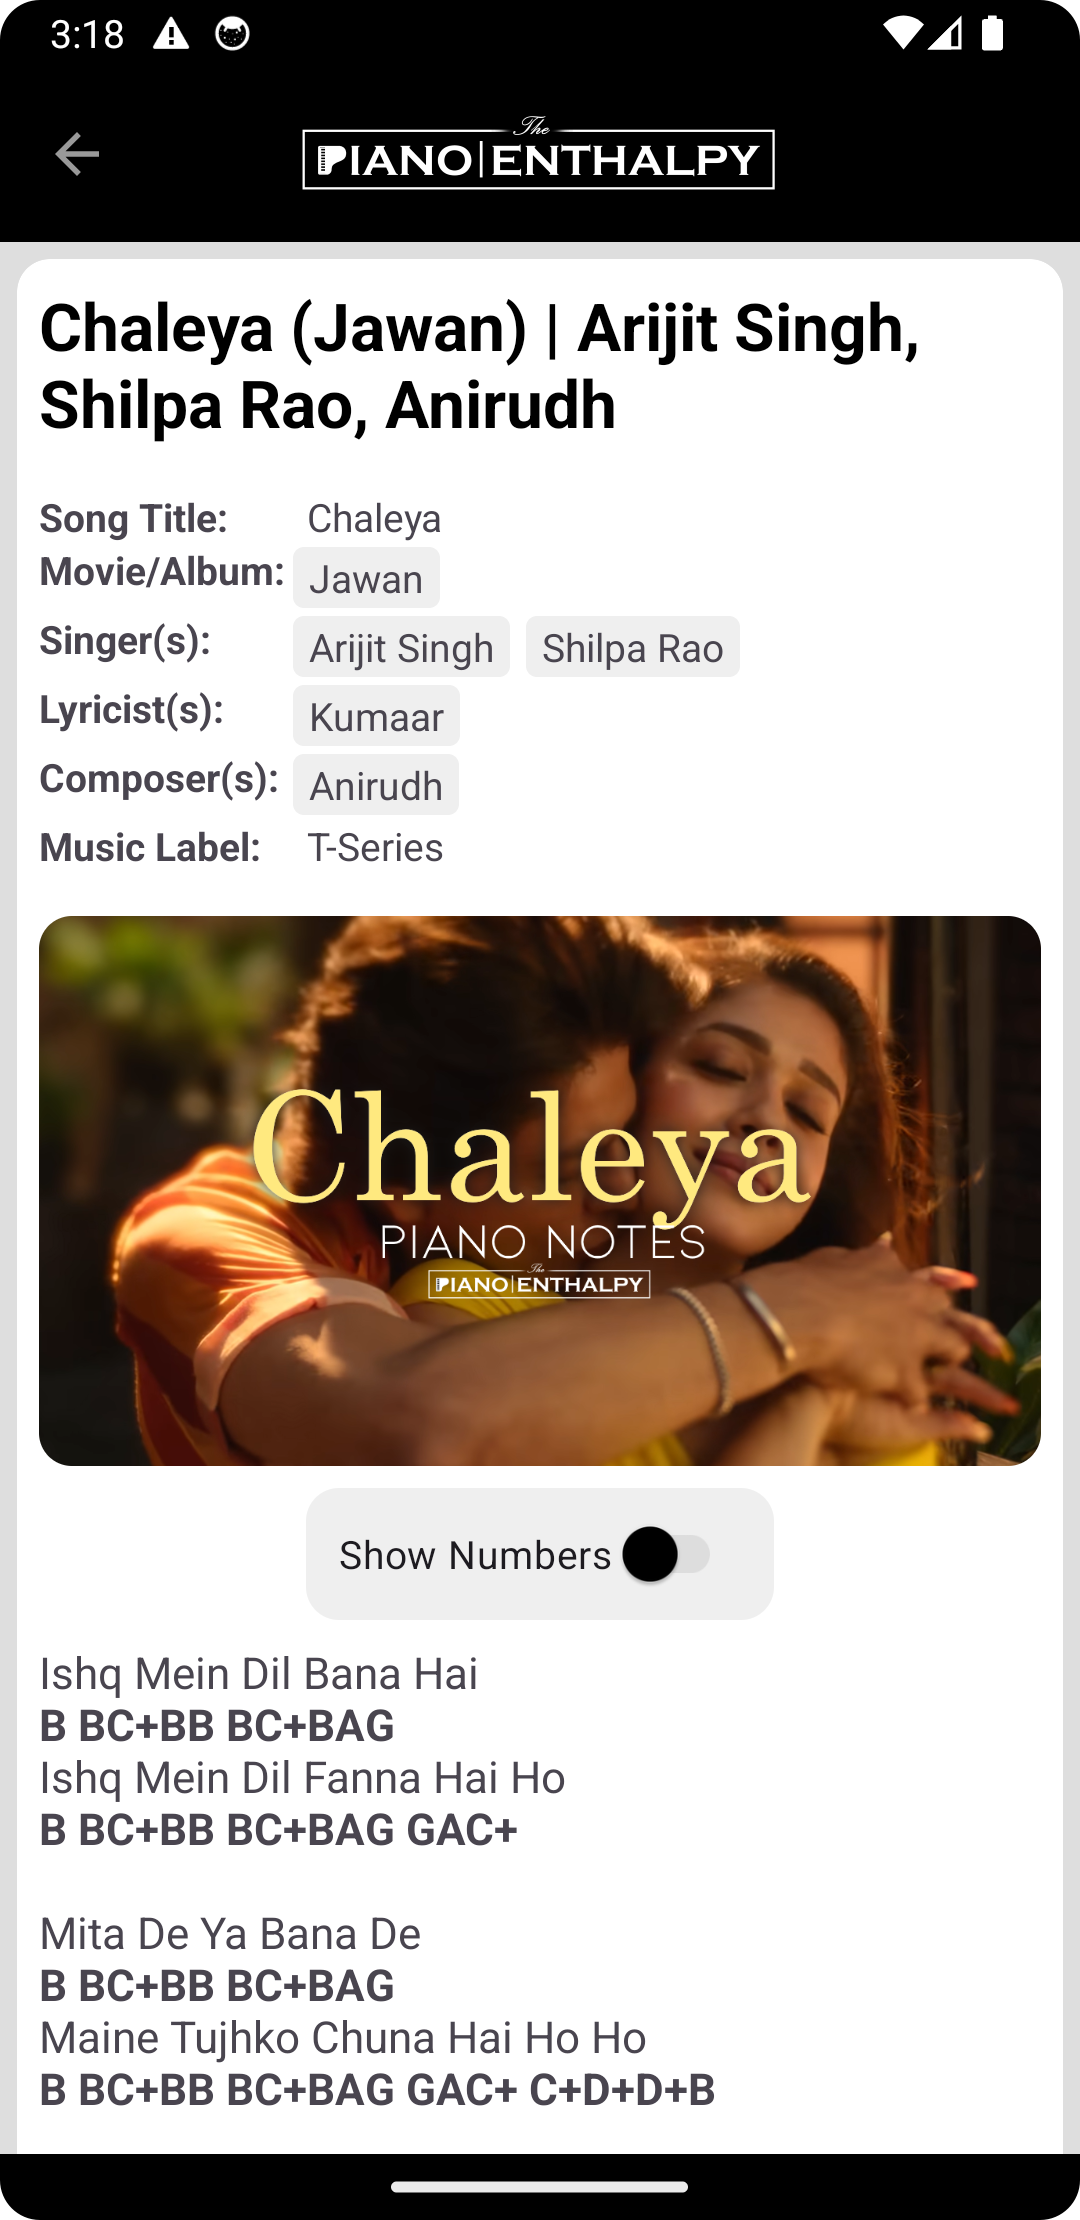 3:18
The
PIANO|ENTHALPY
Chaleya (Jawan) | Arijit Singh,
Shilpa Rao, Anirudh
Song Title: Chaleya
Movie/Album: Jawan
Singer(s): Arijit Singh Shilpa Rao
Lyricist(s): Kumaar
Composer(s): Anirudh
Music Label: T-Series
Chaleya
PIANO NOTES
The
PIANO|ENTHALPY
Show Numbers
Ishq Mein Dil Bana Hai
B BC+BB BC+BAG
Ishq Mein Dil Fanna Hai Ho
B BC+BB BC+BAG GAC+
Mita De Ya Bana De
B BC+BB BC+BAG
Maine Tujhko Chuna Hai Ho Ho
B BC+BB BC+BAG GAC+ C+D+D+B